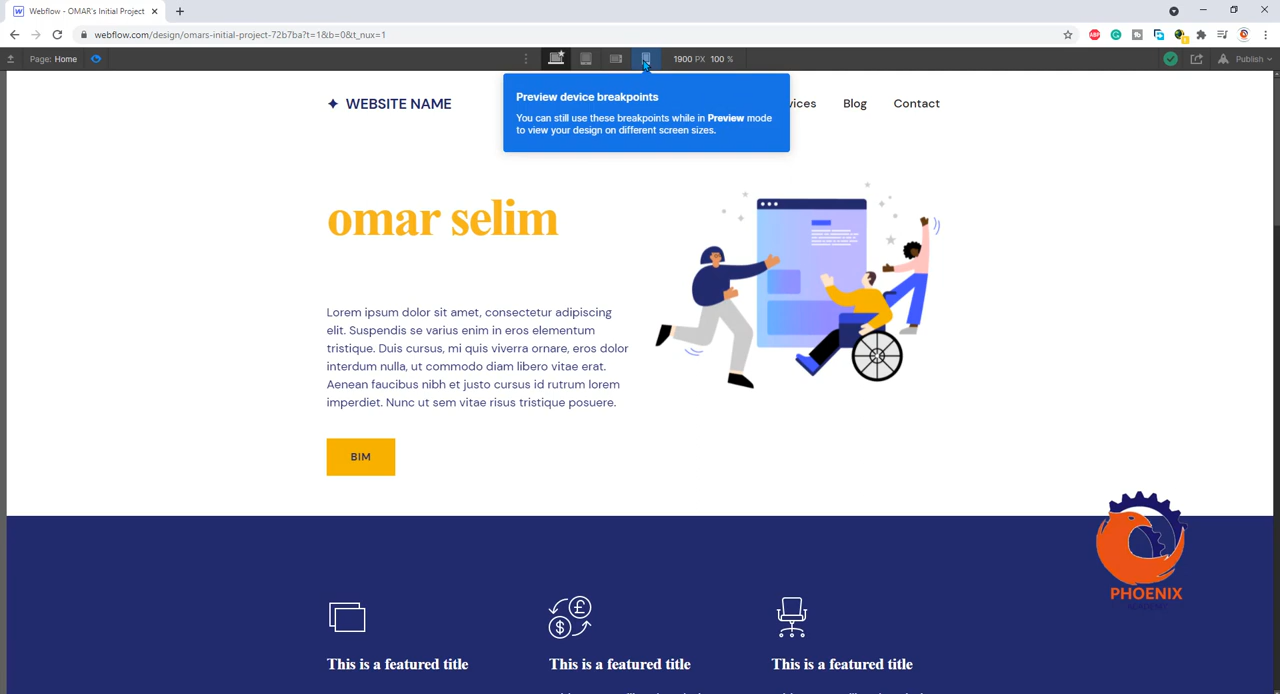 Webflow - OMAR's Initial Project
webflow.com/design/omars-initial-project-72b7ba?t=1&b=0&t_nux=1
Page: Home
1900 PX 100 %
Publish
Preview device breakpoints
You can still use these breakpoints while in Preview mode
to view your design on different screen sizes.
WEBSITE NAME
vices
Blog
Contact
omar selim
Lorem ipsum dolor sit amet, consectetur adipiscing
elit. Suspendis se varius enim in eros elementum
tristique. Duis cursus, mi quis viverra ornare, eros dolor
interdum nulla, ut commodo diam libero vitae erat.
Aenean faucibus nibh et justo cursus id rutrum lorem
imperdiet. Nunc ut sem vitae risus tristique posuere.
BIM
PHOENIX
ACADEMY
This is a featured title
This is a featured title
This is a featured title